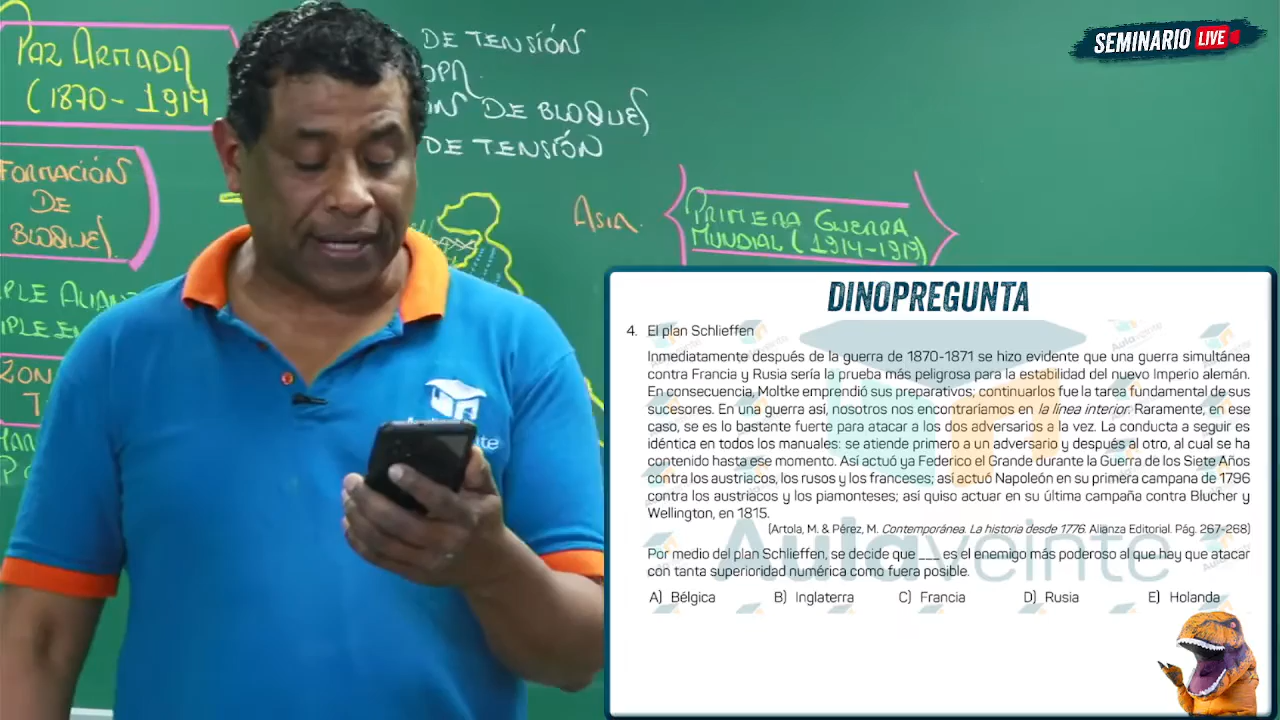 PAZ ARMADA
(1870-1914
DE TENSIÓN
DE BLOQUES
DE TENSIÓN
FORMACIÓN
DE
BLOQUES
ASIA.
PRIMERA GUERRA
MUNDIAL (1914-1919)
SEMINARIO LIVE
DINOPREGUNTA
4. El plan Schlieffen
Inmediatamente después de la guerra de 1870-1871 se hizo evidente que una guerra simultánea
contra Francia y Rusia sería la prueba más peligrosa para la estabilidad del nuevo Imperio alemán.
En consecuencia, Moltke emprendió sus preparativos; continuarlos fue la tarea fundamental de sus
sucesores. En una guerra así, nosotros nos encontraríamos en la línea interior. Raramente, en ese
caso, se es lo bastante fuerte para atacar a los dos adversarios a la vez. La conducta a seguir es
idéntica en todos los manuales: se atiende primero a un adversario y después al otro, al cual se ha
contenido hasta ese momento. Así actuó ya Federico el Grande durante la Guerra de los Siete Años
contra los austriacos, los rusos y los franceses; así actuó Napoleón en su primera campana de 1796
contra los austriacos y los piamonteses; así quiso actuar en su última campaña contra Blucher y
Wellington, en 1815.
(Artola, M. & Pérez, M. Contemporánea. La historia desde 1776. Alianza Editorial. Pág. 267-268)
Por medio del plan Schlieffen, se decide que ___ es el enemigo más poderoso al que hay que atacar
con tanta superioridad numérica como fuera posible.
A) Bélgica B) Inglaterra C) Francia D) Rusia E) Holanda
Aulaveinte